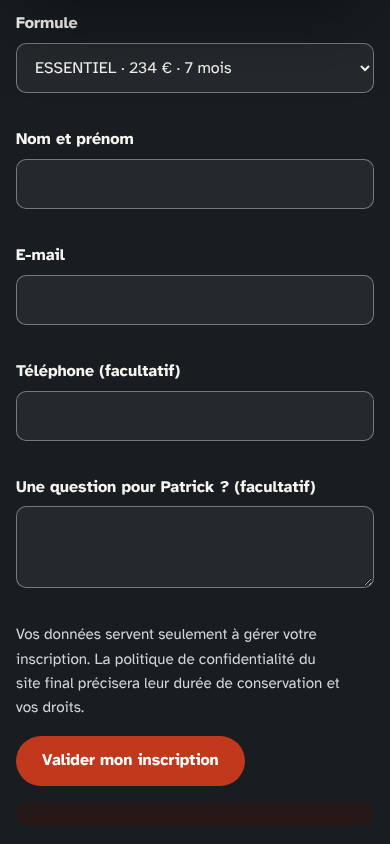 Formule
ESSENTIEL · 234 € · 7 mois
Nom et prénom
E-mail
Téléphone (facultatif)
Une question pour Patrick ? (facultatif)
Vos données servent seulement à gérer votre
inscription. La politique de confidentialité du
site final précisera leur durée de conservation et
vos droits.
Valider mon inscription